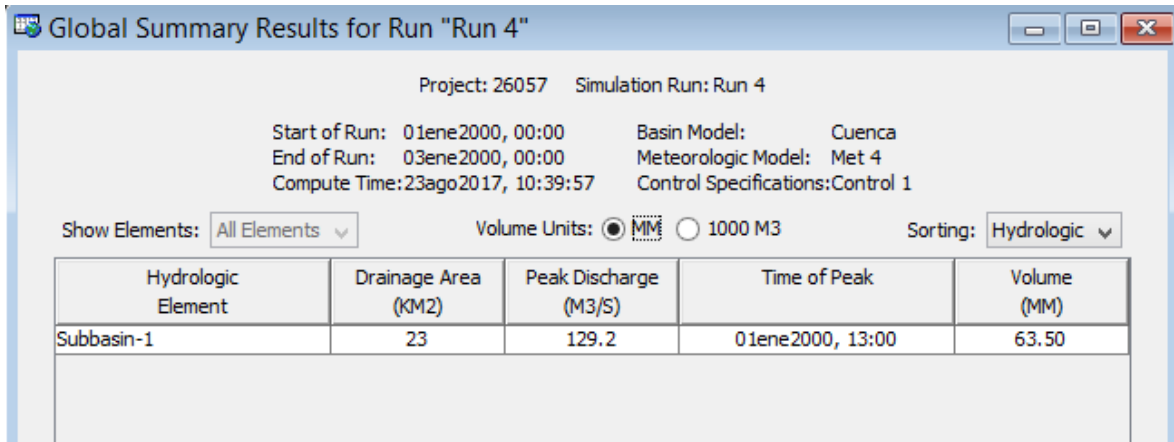 Global Summary Results for Run "Run 4"
Project: 26057 Simulation Run: Run 4
Start of Run: 01ene2000, 00:00 Basin Model: Cuenca
End of Run: 03ene2000, 00:00 Meteorologic Model: Met 4
Compute Time:23ago2017, 10:39:57 Control Specifications:Control 1
Show Elements: All Elements Volume Units: MM 1000 M3 Sorting: Hydrologic
Hydrologic Drainage Area Peak Discharge Time of Peak Volume
Element (KM2) (M3/S) (MM)
Subbasin-1 23 129.2 01ene2000, 13:00 63.50